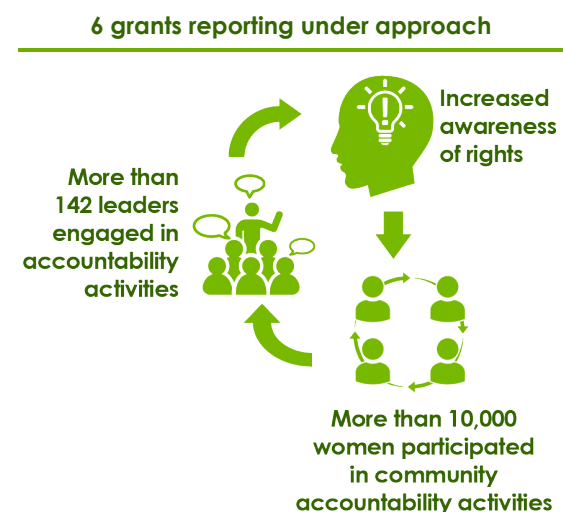 6 grants reporting under approach
Increased
awareness
of rights
More than
142 leaders
engaged in
accountability
activities
More than 10,000
women participated
in community
accountability activities